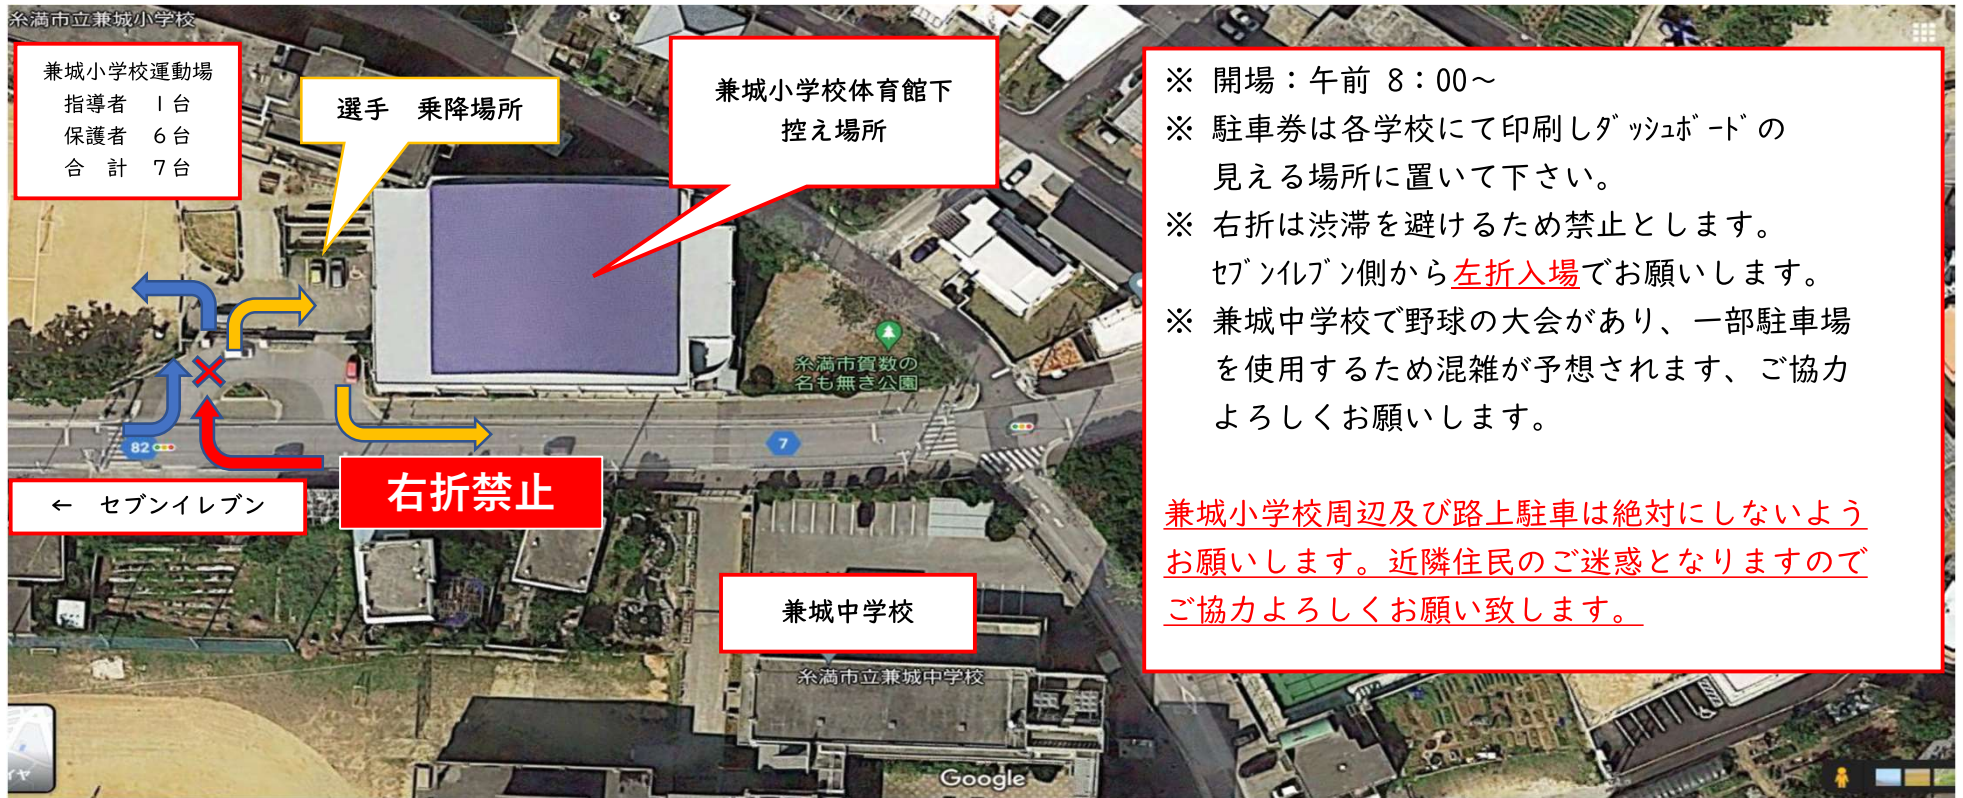 糸満市立兼城小学校
兼城小学校運動場
指導者　1台
保護者　6台
合　計　7台
選手　乗降場所
兼城小学校体育館下
控え場所
※ 開場：午前 8：00～
※ 駐車券は各学校にて印刷しﾀﾞｯｼｭﾎﾞｰﾄﾞの
見える場所に置いて下さい。
※ 右折は渋滞を避けるため禁止とします。
ｾﾌﾞﾝｲﾚﾌﾞﾝ側から左折入場でお願いします。
※ 兼城中学校で野球の大会があり、一部駐車場
を使用するため混雑が予想されます、ご協力
よろしくお願いします。
兼城小学校周辺及び路上駐車は絶対にしないよう
お願いします。近隣住民のご迷惑となりますので
ご協力よろしくお願い致します。
糸満市賀数の
名も無き公園
82
7
右折禁止
←　セブンイレブン
兼城中学校
糸満市立兼城中学校
Google
イヤ